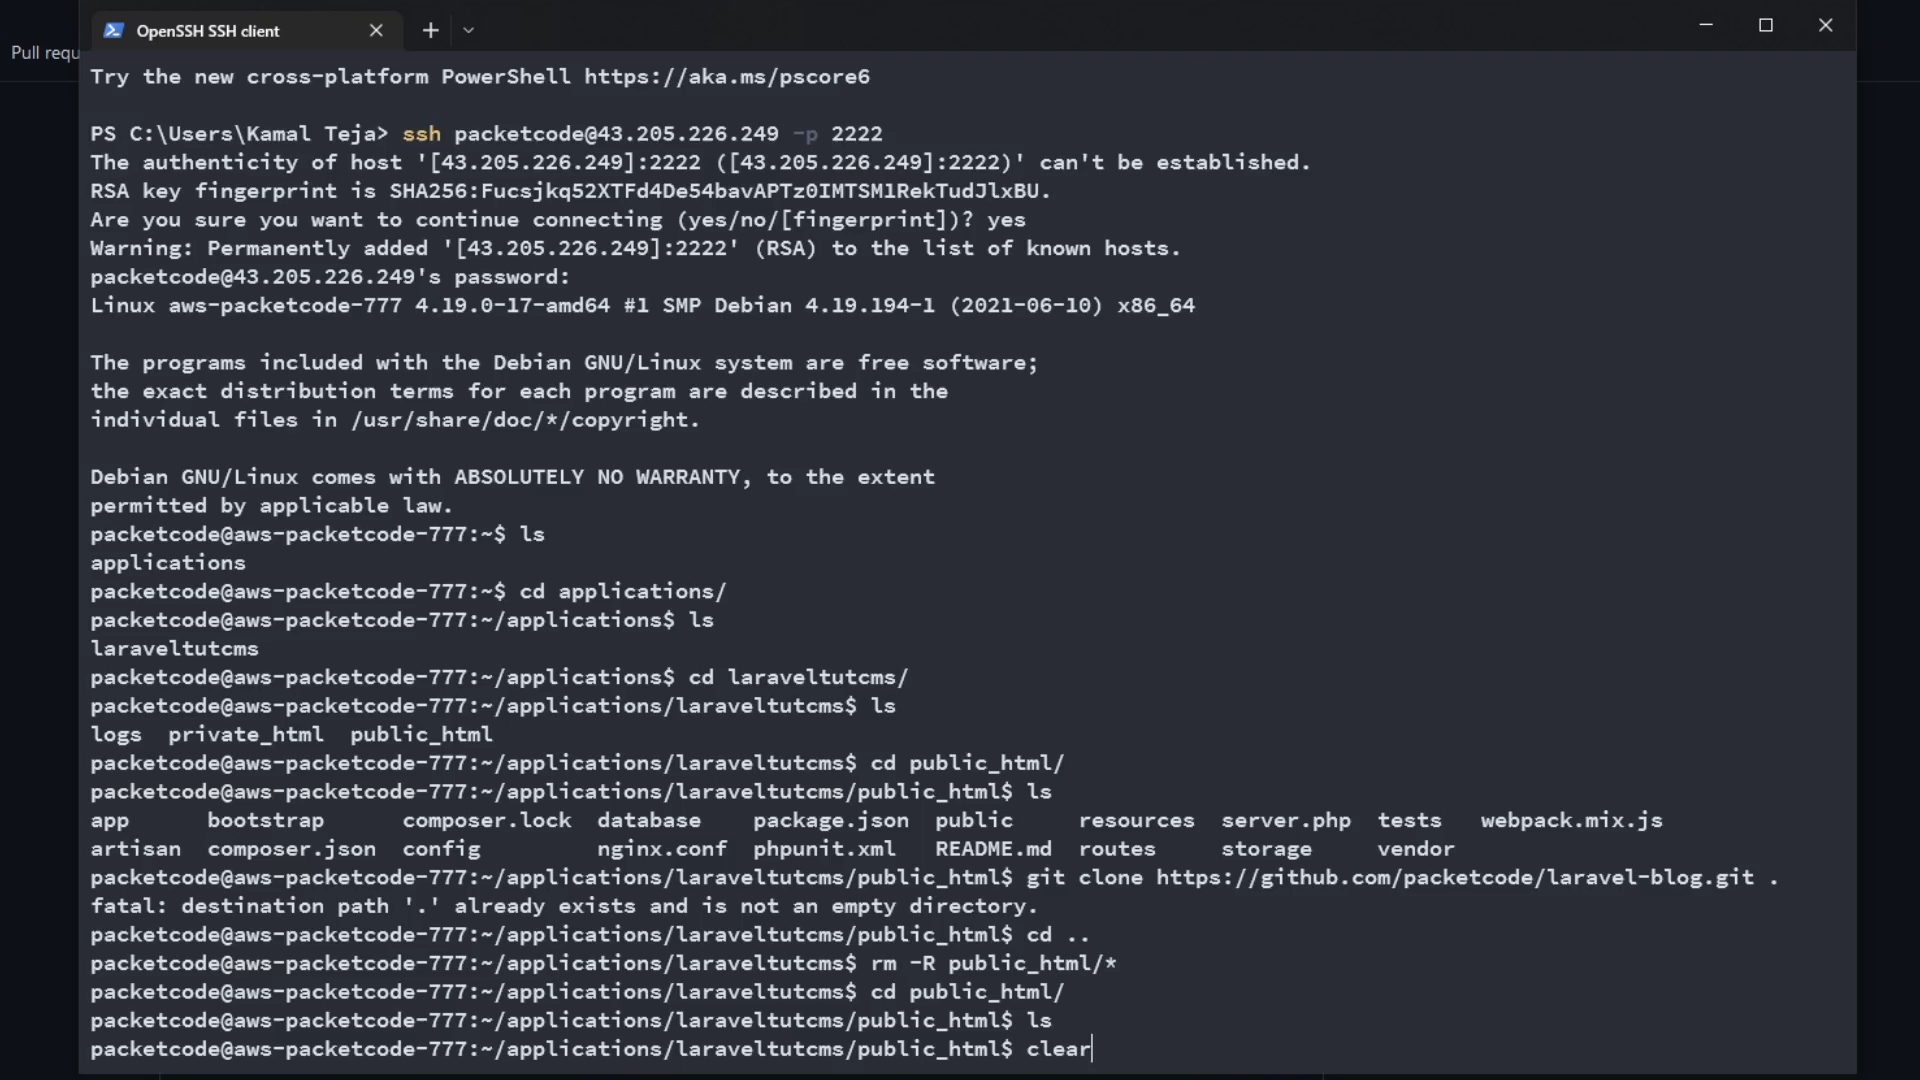 OpenSSH SSH client
Pull requ
Try the new cross-platform PowerShell https://aka.ms/pscore6
PS C:\Users\Kamal Teja> ssh packetcode@43.205.226.249 -p 2222
The authenticity of host '[43.205.226.249]:2222 ([43.205.226.249]:2222)' can't be established.
RSA key fingerprint is SHA256:Fucsjkq52XTFd4De54bavAPTz0IMTSM1RekTudJlxBU.
Are you sure you want to continue connecting (yes/no/[fingerprint])? yes
Warning: Permanently added '[43.205.226.249]:2222' (RSA) to the list of known hosts.
packetcode@43.205.226.249's password:
Linux aws-packetcode-777 4.19.0-17-amd64 #1 SMP Debian 4.19.194-1 (2021-06-10) x86_64
The programs included with the Debian GNU/Linux system are free software;
the exact distribution terms for each program are described in the
individual files in /usr/share/doc/*/copyright.
Debian GNU/Linux comes with ABSOLUTELY NO WARRANTY, to the extent
permitted by applicable law.
packetcode@aws-packetcode-777:~$ ls
applications
packetcode@aws-packetcode-777:~$ cd applications/
packetcode@aws-packetcode-777:~/applications$ ls
laraveltutcms
packetcode@aws-packetcode-777:~/applications$ cd laraveltutcms/
packetcode@aws-packetcode-777:~/applications/laraveltutcms$ ls
logs  private_html  public_html
packetcode@aws-packetcode-777:~/applications/laraveltutcms$ cd public_html/
packetcode@aws-packetcode-777:~/applications/laraveltutcms/public_html$ ls
app      bootstrap      composer.lock  database    package.json  public     resources  server.php  tests   webpack.mix.js
artisan  composer.json  config         nginx.conf  phpunit.xml   README.md  routes     storage     vendor
packetcode@aws-packetcode-777:~/applications/laraveltutcms/public_html$ git clone https://github.com/packetcode/laravel-blog.git .
fatal: destination path '.' already exists and is not an empty directory.
packetcode@aws-packetcode-777:~/applications/laraveltutcms/public_html$ cd ..
packetcode@aws-packetcode-777:~/applications/laraveltutcms$ rm -R public_html/*
packetcode@aws-packetcode-777:~/applications/laraveltutcms$ cd public_html/
packetcode@aws-packetcode-777:~/applications/laraveltutcms/public_html$ ls
packetcode@aws-packetcode-777:~/applications/laraveltutcms/public_html$ clear